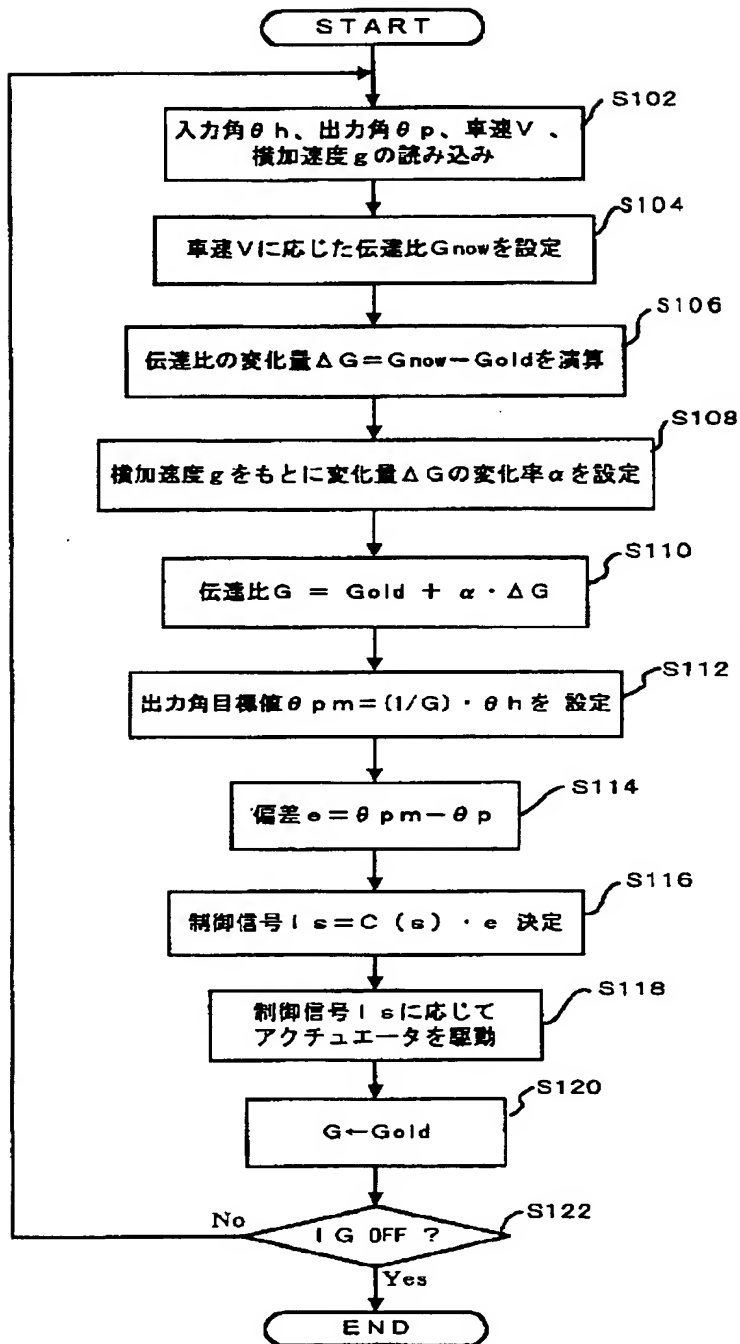 START
S102
入力角θh、出力角θp、車速V、
横加速度gの読み込み
S104
車速Vに応じた伝達比Gnowを設定
S106
伝達比の変化量ΔG=Gnow-Goldを演算
S108
横加速度gをもとに変化量ΔGの変化率αを設定
S110
伝達比G = Gold + α・ΔG
S112
出力角目標値θpm=(1/G)・θhを 設定
S114
偏差e=θpm-θp
S116
制御信号Is=C(s)・e 決定
S118
制御信号Isに応じて
アクチュエータを駆動
S120
G←Gold
S122
No
IG OFF ?
Yes
END